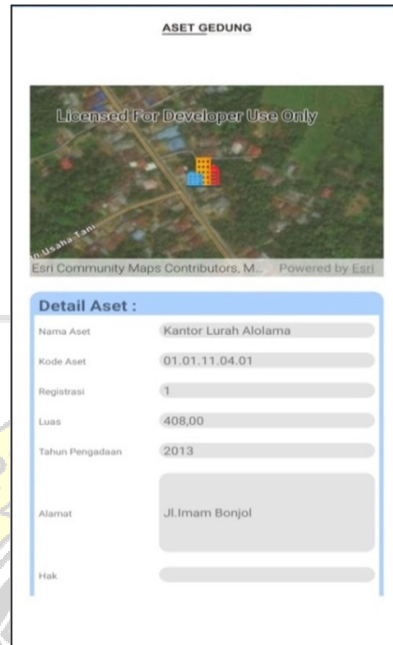 ASET GEDUNG
Licensed For Developer Use Only
Usaha Tani
Esri Community Maps Contributors, M... Powered by Esri
Detail Aset :
Nama Aset Kantor Lurah Alolama
Kode Aset 01.01.11.04.01
Registrasi 1
Luas 408,00
Tahun Pengadaan 2013
Alamat Jl.Imam Bonjol
Hak